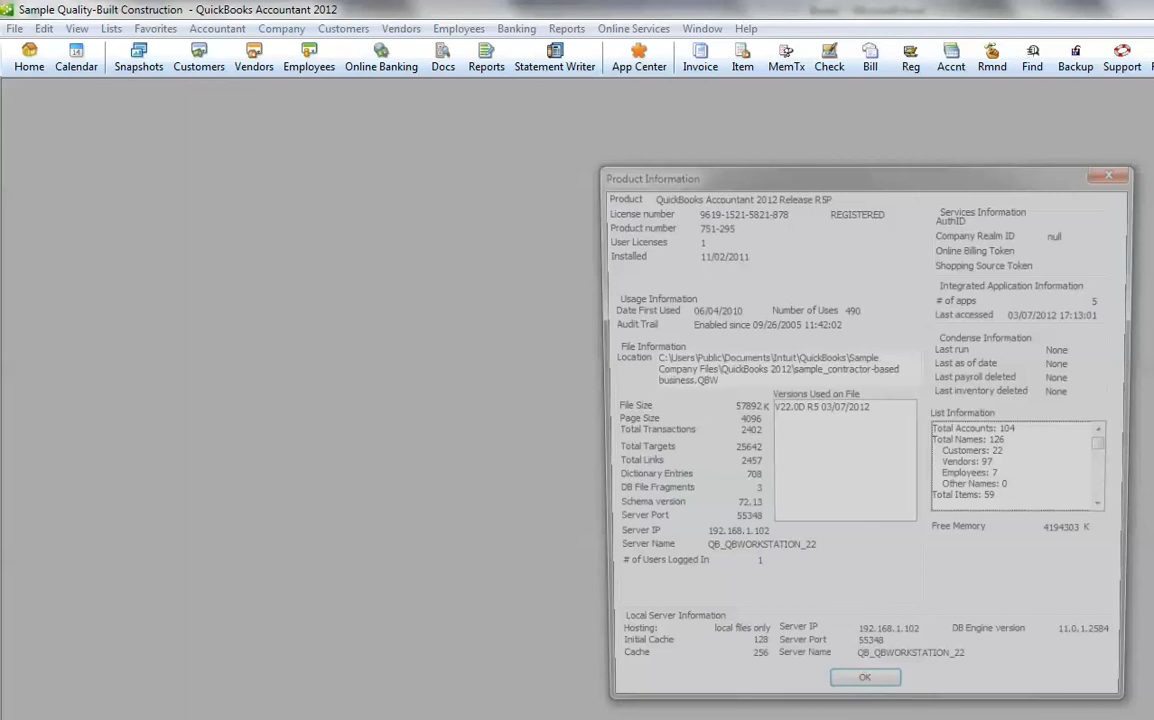 Sample Quality-Built Construction - QuickBooks Accountant 2012
File Edit View Lists Favorites Accountant Company Customers Vendors Employees Banking Reports Online Services Window Help
Home Calendar Snapshots Customers Vendors Employees Online Banking Docs Reports Statement Writer App Center Invoice Item MemTx Check Bill Reg Accnt Rmnd Find Backup Support
Product Information
Product QuickBooks Accountant 2012 Release R5P
License number 9619-1521-5821-878 REGISTERED
Product number 751-295
User Licenses 1
Installed 11/02/2011
Services Information
AuthID
Company Realm ID null
Online Billing Token
Shopping Source Token
Usage Information
Date First Used 06/04/2010 Number of Uses 490
Audit Trail Enabled since 09/26/2005 11:42:02
Integrated Application Information
# of apps 5
Last accessed 03/07/2012 17:13:01
File Information
Location C:\Users\Public\Documents\Intuit\QuickBooks\Sample
Company Files\QuickBooks 2012\sample_contractor-based
business.QBW
Condense Information
Last run None
Last as of date None
Last payroll deleted None
Last inventory deleted None
File Size 57892 K
Page Size 4096
Total Transactions 2402
Total Targets 25642
Total Links 2457
Dictionary Entries 708
DB File Fragments 3
Schema version 72.13
Server Port 55348
Server IP 192.168.1.102
Server Name QB_QBWORKSTATION_22
# of Users Logged In 1
Versions Used on File
V22.0D R5 03/07/2012
List Information
Total Accounts: 104
Total Names: 126
Customers: 22
Vendors: 97
Employees: 7
Other Names: 0
Total Items: 59
Free Memory 4194303 K
Local Server Information
Hosting: local files only Server IP 192.168.1.102 DB Engine version 11.0.1.2584
Initial Cache 128 Server Port 55348
Cache 256 Server Name QB_QBWORKSTATION_22
OK